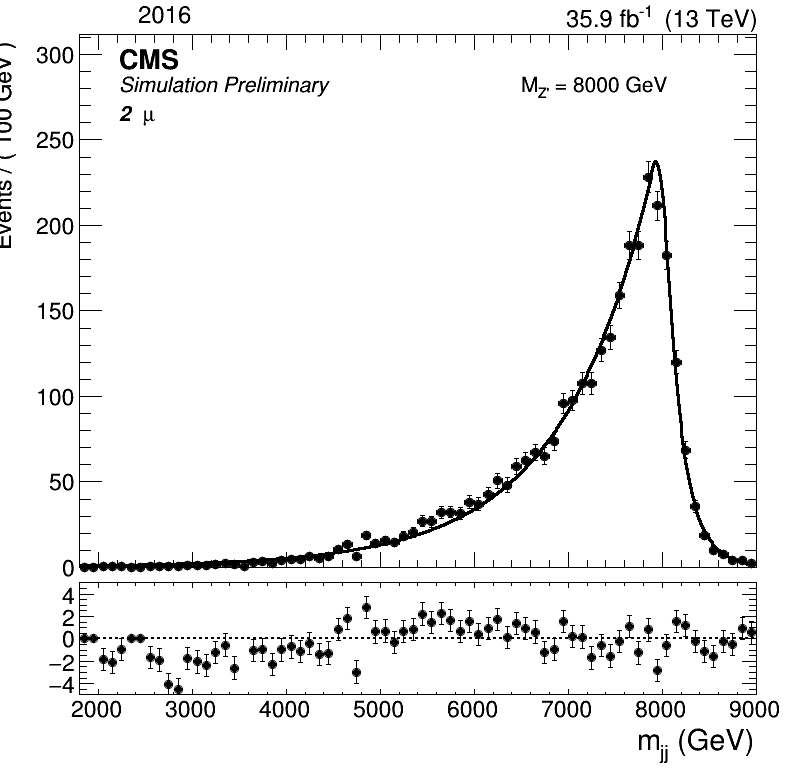 2016 35.9 fb⁻¹ (13 TeV)
CMS
Simulation Preliminary
2 μ
M_Z' = 8000 GeV
Events / ( 100 GeV )
300
250
200
150
100
50
0
4
2
0
−2
−4
2000 3000 4000 5000 6000 7000 8000 9000
m_jj (GeV)